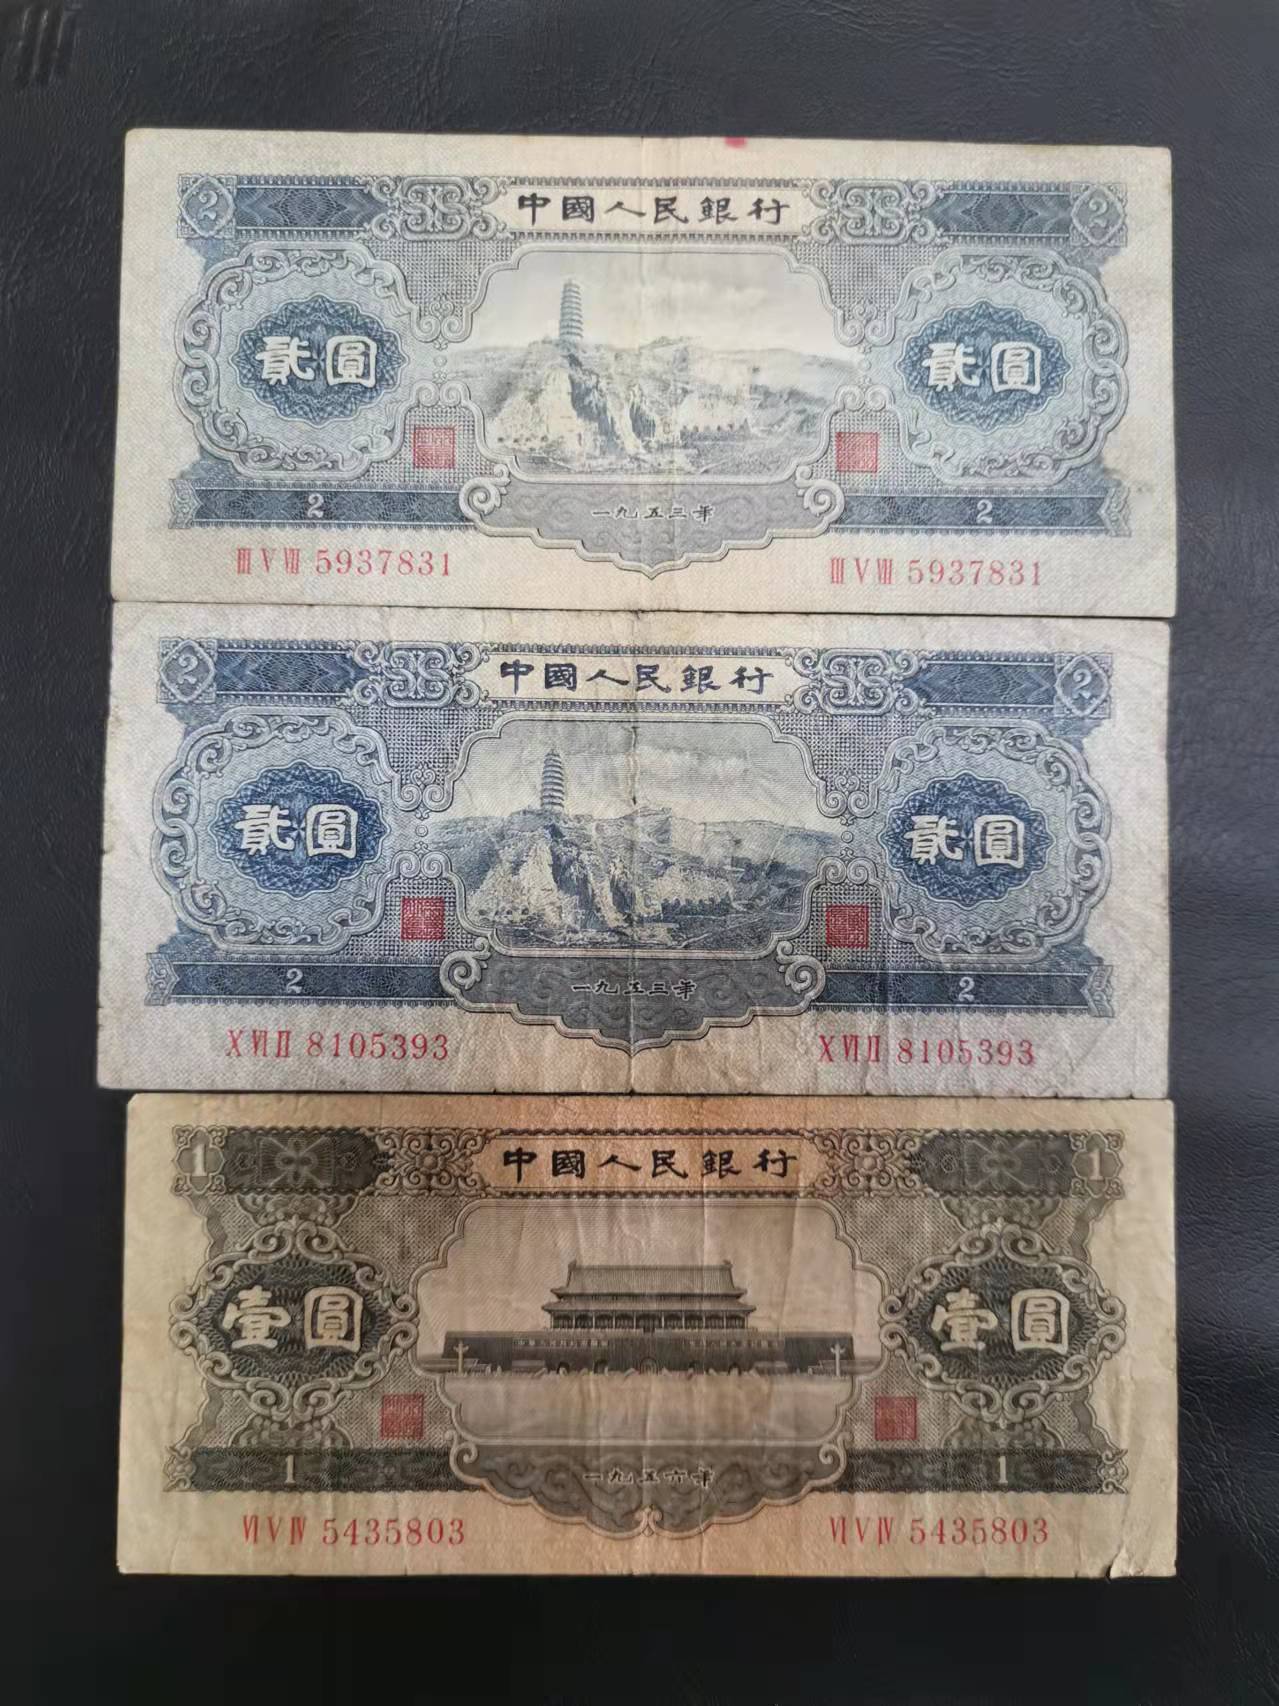 2 中國人民銀行 2
貳圓 貳圓
一九五三年
2 2
III V VIII 5937831 III V VIII 5937831
2 中國人民銀行 2
貳圓 貳圓
一九五三年
2 2
X VI II 8105393 X VI II 8105393
1 中國人民銀行 1
壹圓 壹圓
一九五六年
1 1
VI V IV 5435803 VI V IV 5435803